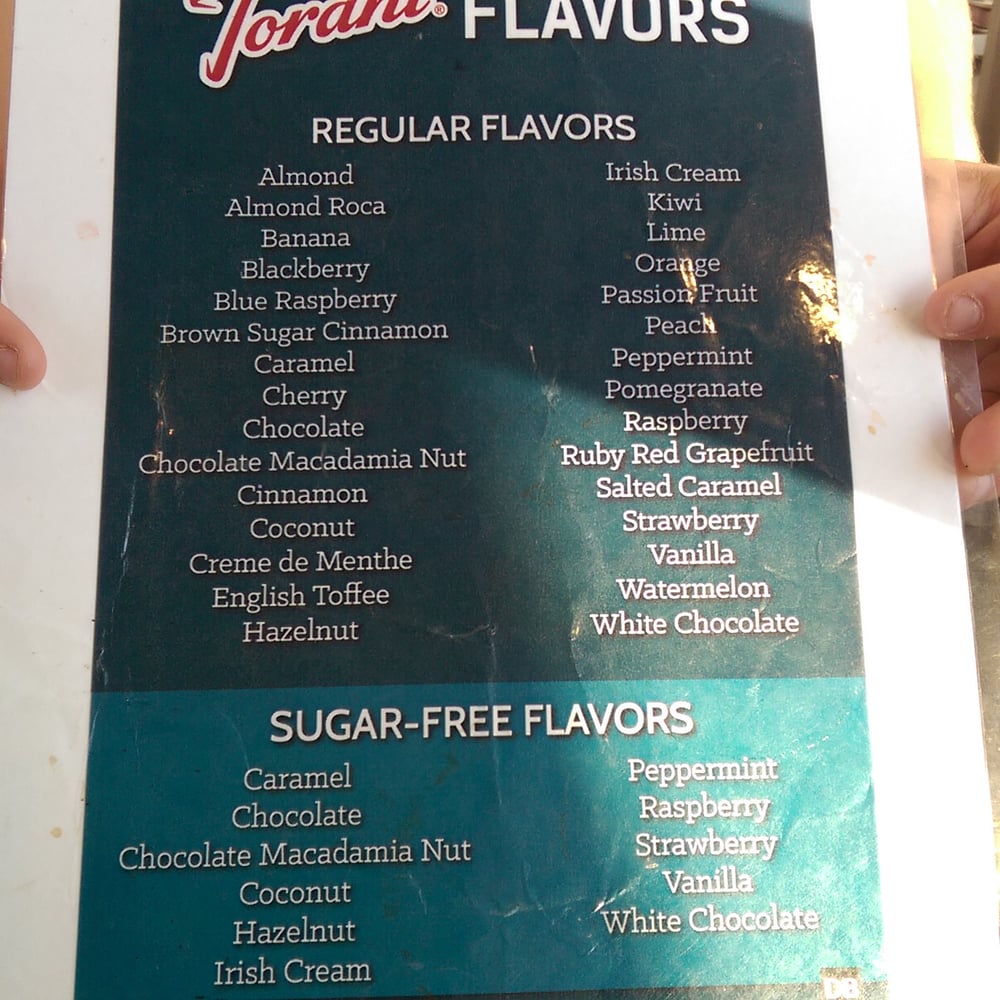 Torani® FLAVORS
REGULAR FLAVORS
Almond
Almond Roca
Banana
Blackberry
Blue Raspberry
Brown Sugar Cinnamon
Caramel
Cherry
Chocolate
Chocolate Macadamia Nut
Cinnamon
Coconut
Creme de Menthe
English Toffee
Hazelnut
Irish Cream
Kiwi
Lime
Orange
Passion Fruit
Peach
Peppermint
Pomegranate
Raspberry
Ruby Red Grapefruit
Salted Caramel
Strawberry
Vanilla
Watermelon
White Chocolate
SUGAR-FREE FLAVORS
Caramel
Chocolate
Chocolate Macadamia Nut
Coconut
Hazelnut
Irish Cream
Peppermint
Raspberry
Strawberry
Vanilla
White Chocolate
DB